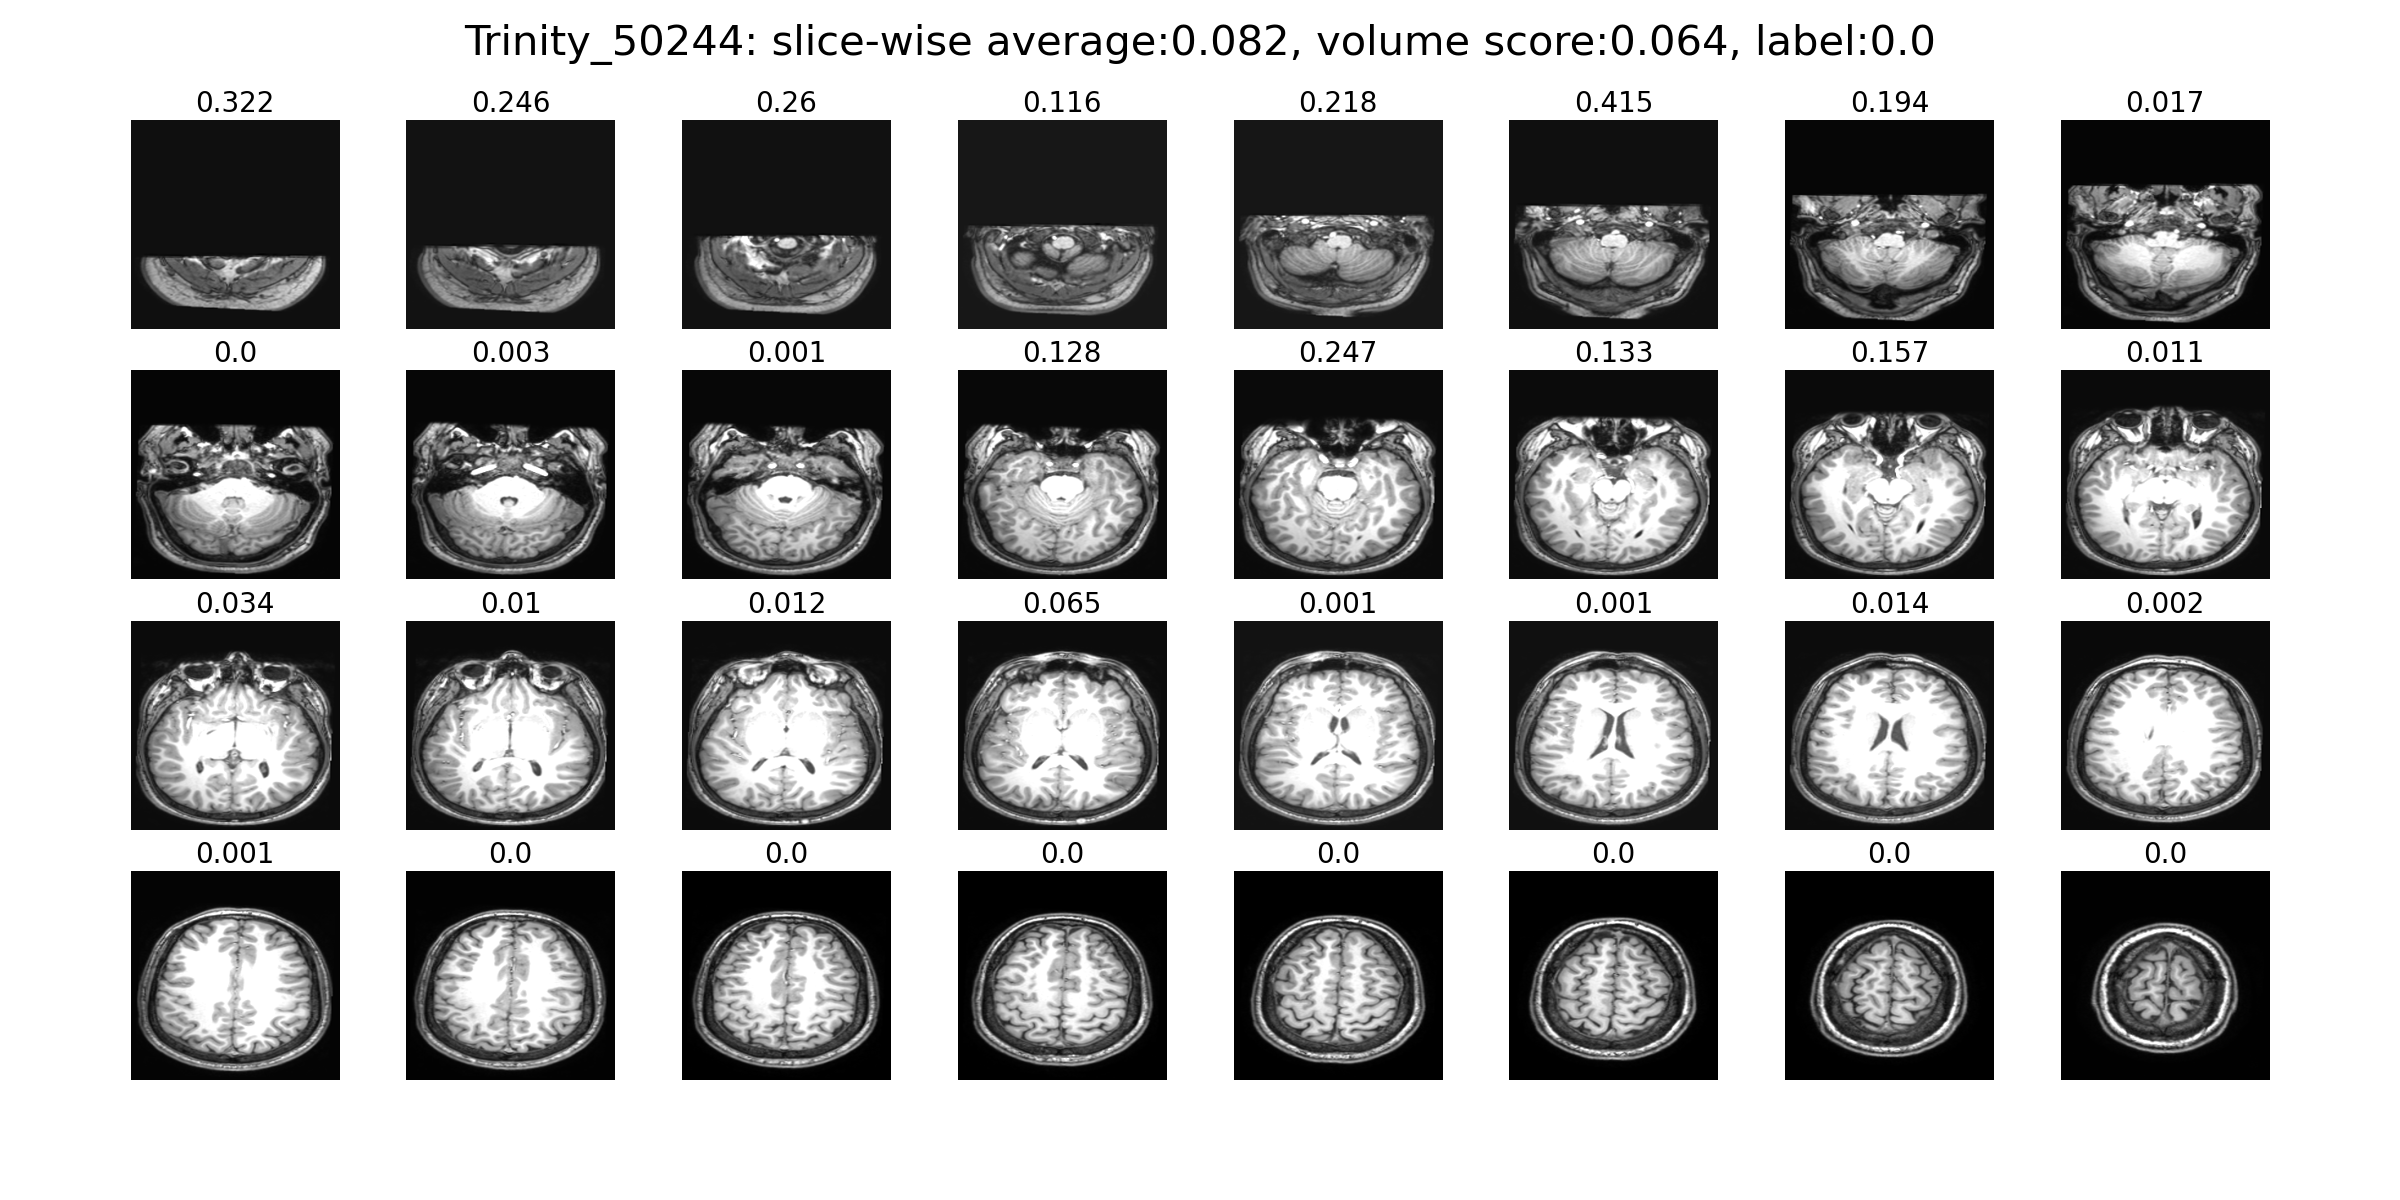 Trinity_50244: slice-wise average:0.082, volume score:0.064, label:0.0
0.322 0.246 0.26 0.116 0.218 0.415 0.194 0.017
0.0 0.003 0.001 0.128 0.247 0.133 0.157 0.011
0.034 0.01 0.012 0.065 0.001 0.001 0.014 0.002
0.001 0.0 0.0 0.0 0.0 0.0 0.0 0.0